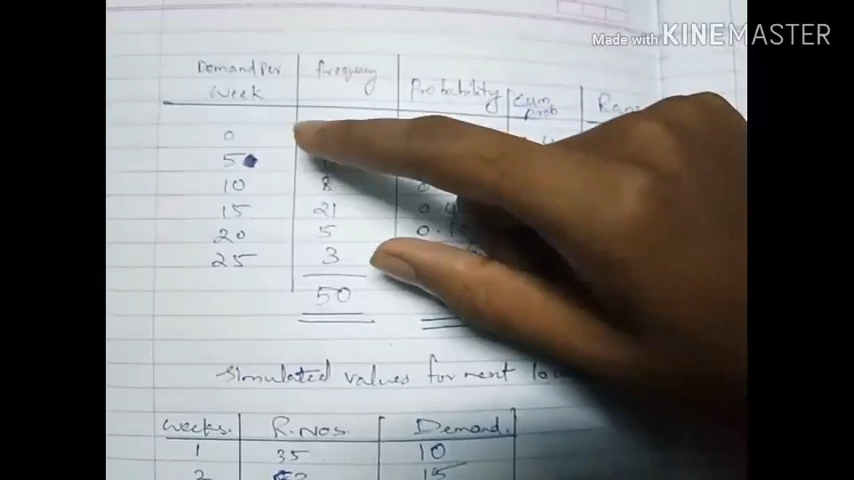 Made with KINEMASTER
Demand Per frequency
week Probability Cum prob
0
5
10 8
15 21
20 5
25 3
50
Simulated values for next
weeks. R.Nos. Demand.
1 35 10
2 15